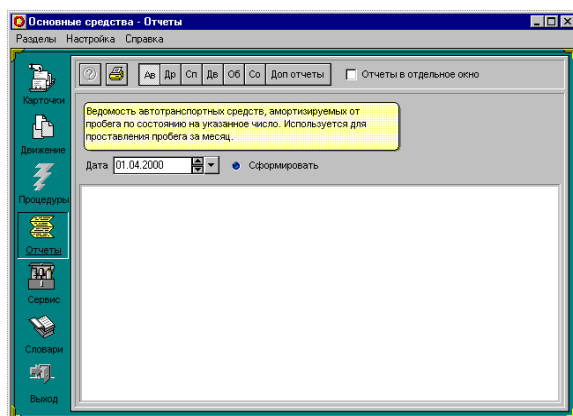 Основные средства - Отчеты
Разделы Настройка Справка
Ав Др Сп Дв Об Со Доп отчеты Отчеты в отдельное окно
Карточки
Движение
Процедуры
Отчеты
Сервис
Словари
Выход
Ведомость автотранспортных средств, амортизируемых от
пробега по состоянию на указанное число. Используется для
проставления пробега за месяц.
Дата 01.04.2000 Сформировать